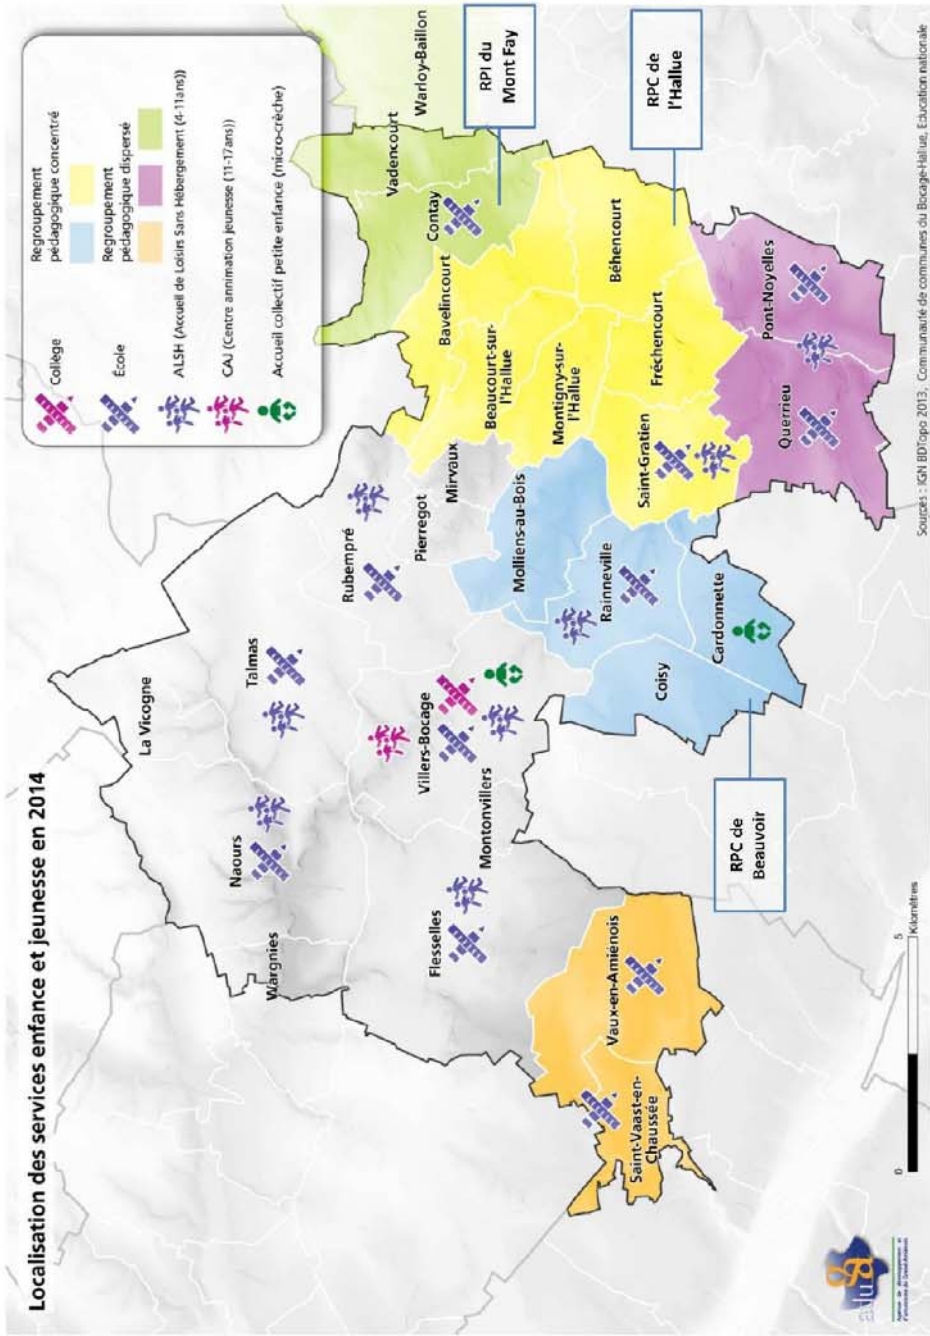 Localisation des services enfance et jeunesse en 2014
Collège
École
ALSH (Accueil de Loisirs Sans Hébergement (4-11ans))
CAJ (Centre annimation jeunesse (11-17ans))
Accueil collectif petite enfance (micro-crèche)
Regroupement
pédagogique concentré
Regroupement
pédagogique dispersé
La Vicogne
Talmas
Naours
Wargnies
Rubempré
Pierregot
Mirvaux
Villers-Bocage
Flesselles
Montonvillers
Molliens-au-Bois
Rainneville
Coisy
Cardonnette
Vaux-en-Amiénois
Saint-Vaast-en-
Chaussée
Warloy-Baillon
Vadencourt
Contay
Bavelincourt
Beaucourt-sur-
l'Hallue
Montigny-sur-
l'Hallue
Béhencourt
Fréchencourt
Saint-Gratien
Pont-Noyelles
Querrieu
RPI du
Mont Fay
RPC de
l'Hallue
RPC de
Beauvoir
0
5
Kilomètres
adu
ga
Sources : IGN BDTopo 2013, Communauté de communes du Bocage-Hallue, Education nationale